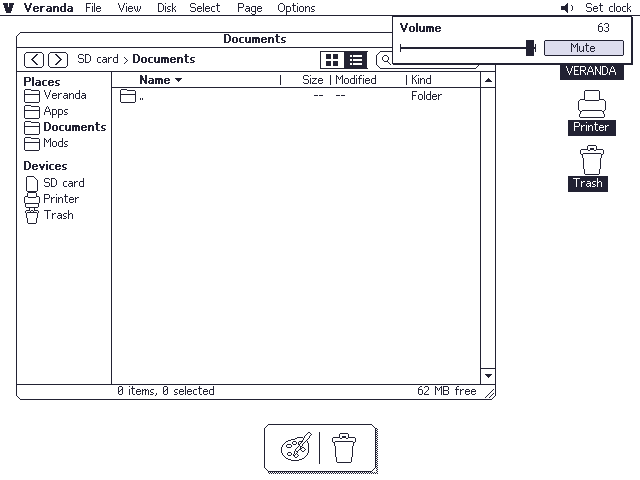 Veranda File View Disk Select Page Options Set clock
Volume 63
Mute
Documents
SD card > Documents
Places
Veranda
Apps
Documents
Mods
Devices
SD card
Printer
Trash
Name Size Modified Kind
.. -- -- Folder
0 items, 0 selected 62 MB free
VERANDA
Printer
Trash